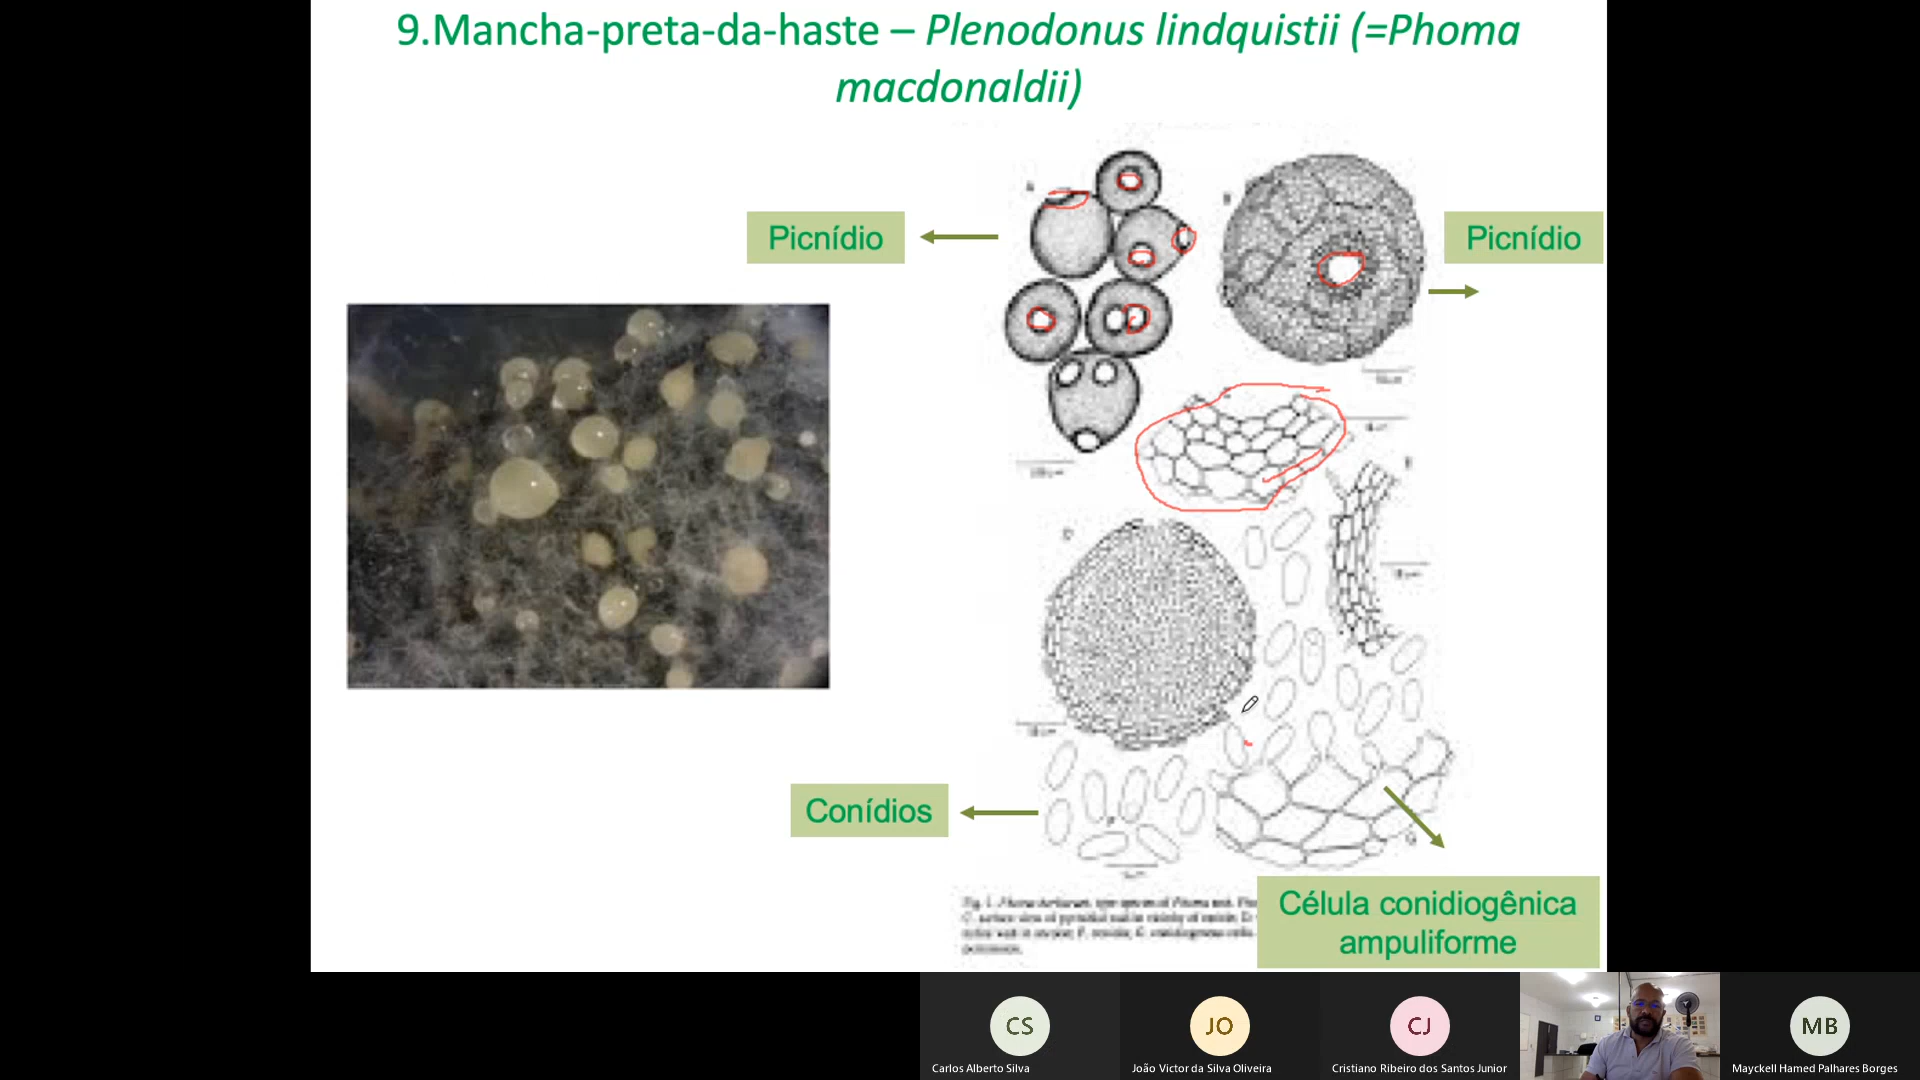 9.Mancha-preta-da-haste – Plenodonus lindquistii (=Phoma
macdonaldii)
Picnídio
Picnídio
Conídios
Célula conidiogênica
ampuliforme
CS
Carlos Alberto Silva
JO
João Victor da Silva Oliveira
CJ
Cristiano Ribeiro dos Santos Junior
MB
Mayckell Hamed Palhares Borges